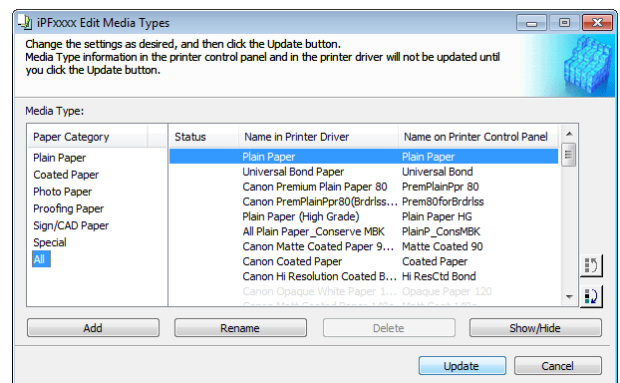 iPFxxxx Edit Media Types
Change the settings as desired, and then click the Update button.
Media Type information in the printer control panel and in the printer driver will not be updated until
you click the Update button.
Media Type:
Paper Category Status Name in Printer Driver Name on Printer Control Panel
Plain Paper
Coated Paper
Photo Paper
Proofing Paper
Sign/CAD Paper
Special
All
Plain Paper Plain Paper
Universal Bond Paper Universal Bond
Canon Premium Plain Paper 80 PremPlainPpr 80
Canon PremPlainPpr80(Brdrlss... Prem80forBrdrlss
Plain Paper (High Grade) Plain Paper HG
All Plain Paper_Conserve MBK PlainP_ConsMBK
Canon Matte Coated Paper 9... Matte Coated 90
Canon Coated Paper Coated Paper
Canon Hi Resolution Coated B... Hi ResCtd Bond
Canon Opaque White Paper 1... Opaque Paper 120
Add Rename Delete Show/Hide
Update Cancel